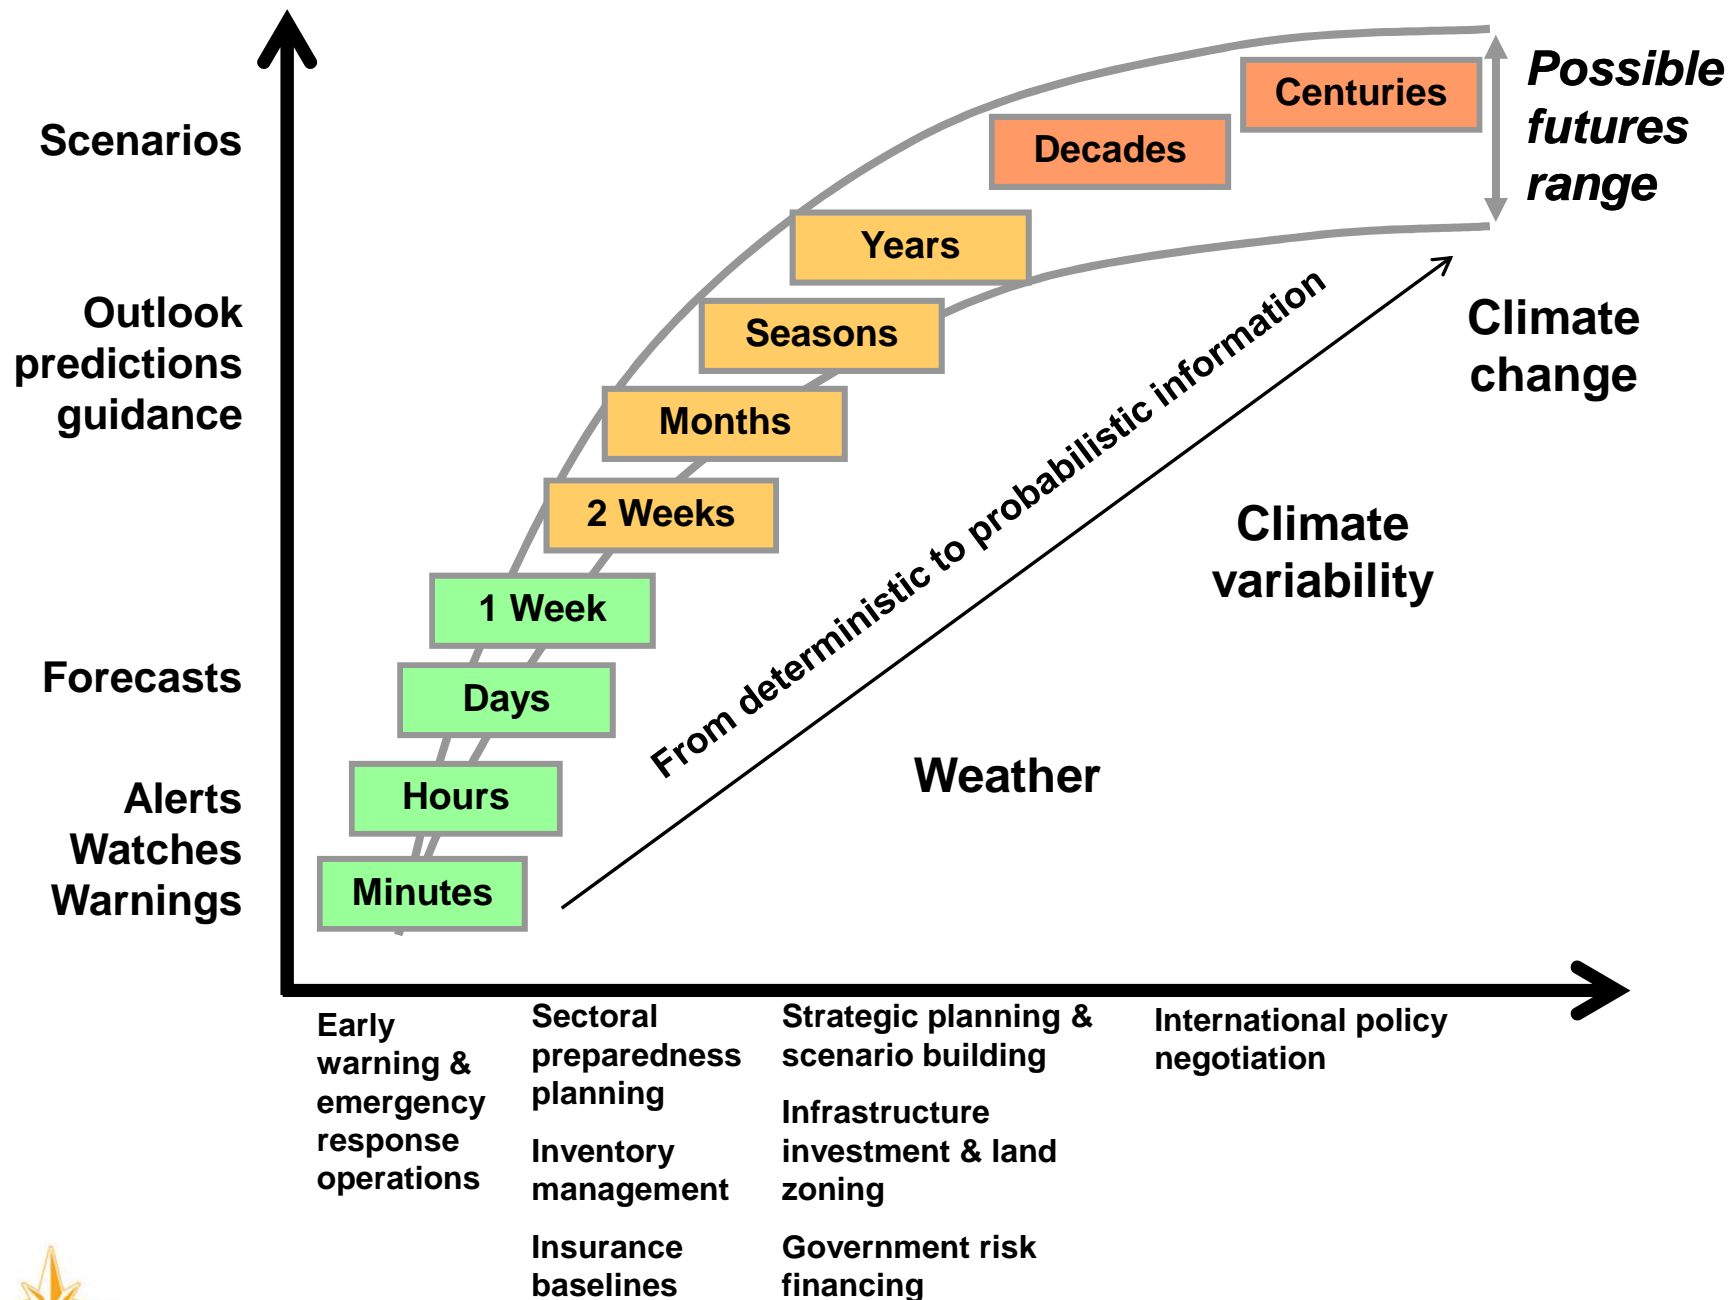 Scenarios
Outlook
predictions
guidance
Forecasts
Alerts
Watches
Warnings
Centuries
Decades
Years
Seasons
Months
2 Weeks
1 Week
Days
Hours
Minutes
Possible
futures
range
From deterministic to probabilistic information
Climate
change
Climate
variability
Weather
Early
warning &
emergency
response
operations
Sectoral
preparedness
planning
Inventory
management
Insurance
baselines
Strategic planning &
scenario building
Infrastructure
investment & land
zoning
Government risk
financing
International policy
negotiation